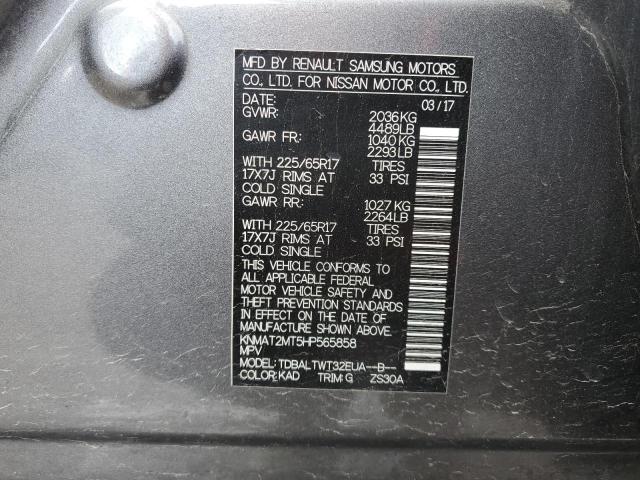 MFD BY RENAULT SAMSUNG MOTORS
CO., LTD. FOR NISSAN MOTOR CO., LTD.
DATE: 03/17
GVWR: 2036KG
4489LB
GAWR FR: 1040KG
2293LB
WITH 225/65R17 TIRES
17X7J RIMS AT 33 PSI
COLD SINGLE
GAWR RR: 1027KG
2264LB
WITH 225/65R17 TIRES
17X7J RIMS AT 33 PSI
COLD SINGLE
THIS VEHICLE CONFORMS TO
ALL APPLICABLE FEDERAL
MOTOR VEHICLE SAFETY AND
THEFT PREVENTION STANDARDS
IN EFFECT ON THE DATE OF
MANUFACTURE SHOWN ABOVE.
KNMAT2MT5HP565858
MPV
MODEL: TDBALTWT32EUA--B--
COLOR: KAD TRIM: G ZS30A